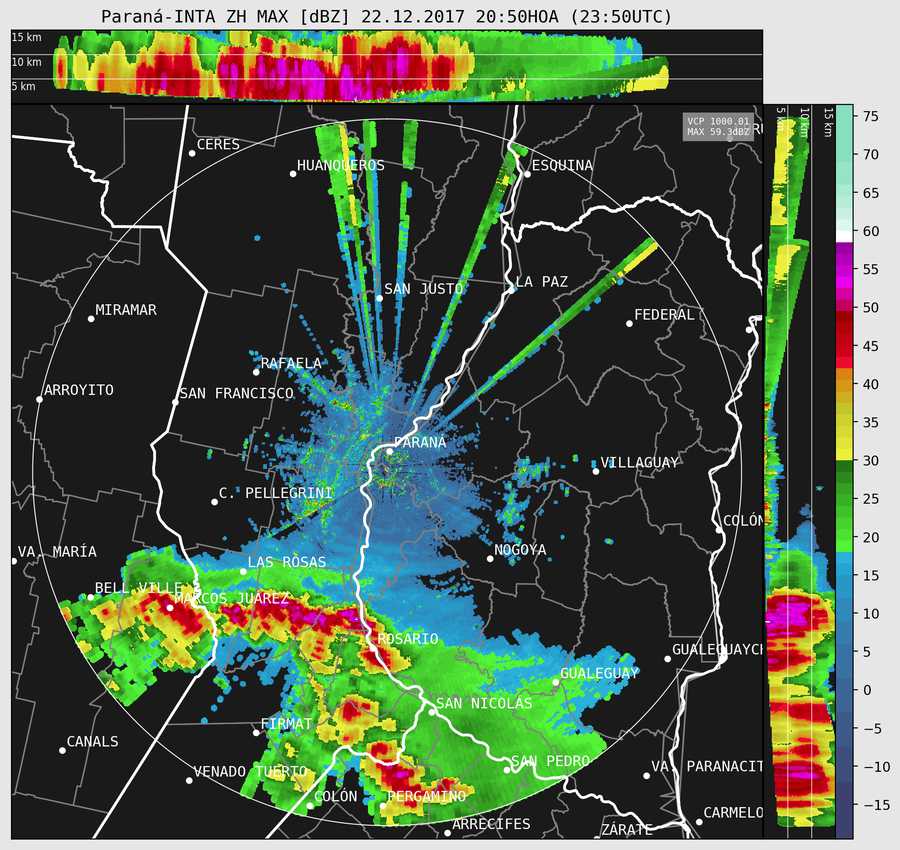 Paraná-INTA ZH MAX [dBZ] 22.12.2017 20:50HOA (23:50UTC)
15 km
10 km
5 km
5 km
10 km
15 km
VCP 1000.01
MAX 59.3dBZ
CERES
HUANQUEROS
ESQUINA
SAN JUSTO
LA PAZ
MIRAMAR
FEDERAL
RAFAELA
ARROYITO
SAN FRANCISCO
PARANA
VILLAGUAY
C. PELLEGRINI
COLÓN
VA. MARÍA
NOGOYA
LAS ROSAS
BELL VILLE
MARCOS JUAREZ
ROSARIO
GUALEGUAYCH
GUALEGUAY
SAN NICOLAS
FIRMAT
CANALS
SAN PEDRO
VENADO TUERTO
VA. PARANACIT
COLÓN
PERGAMINO
CARMELO
ARRECIFES
ZÁRATE
75
70
65
60
55
50
45
40
35
30
25
20
15
10
5
0
−5
−10
−15